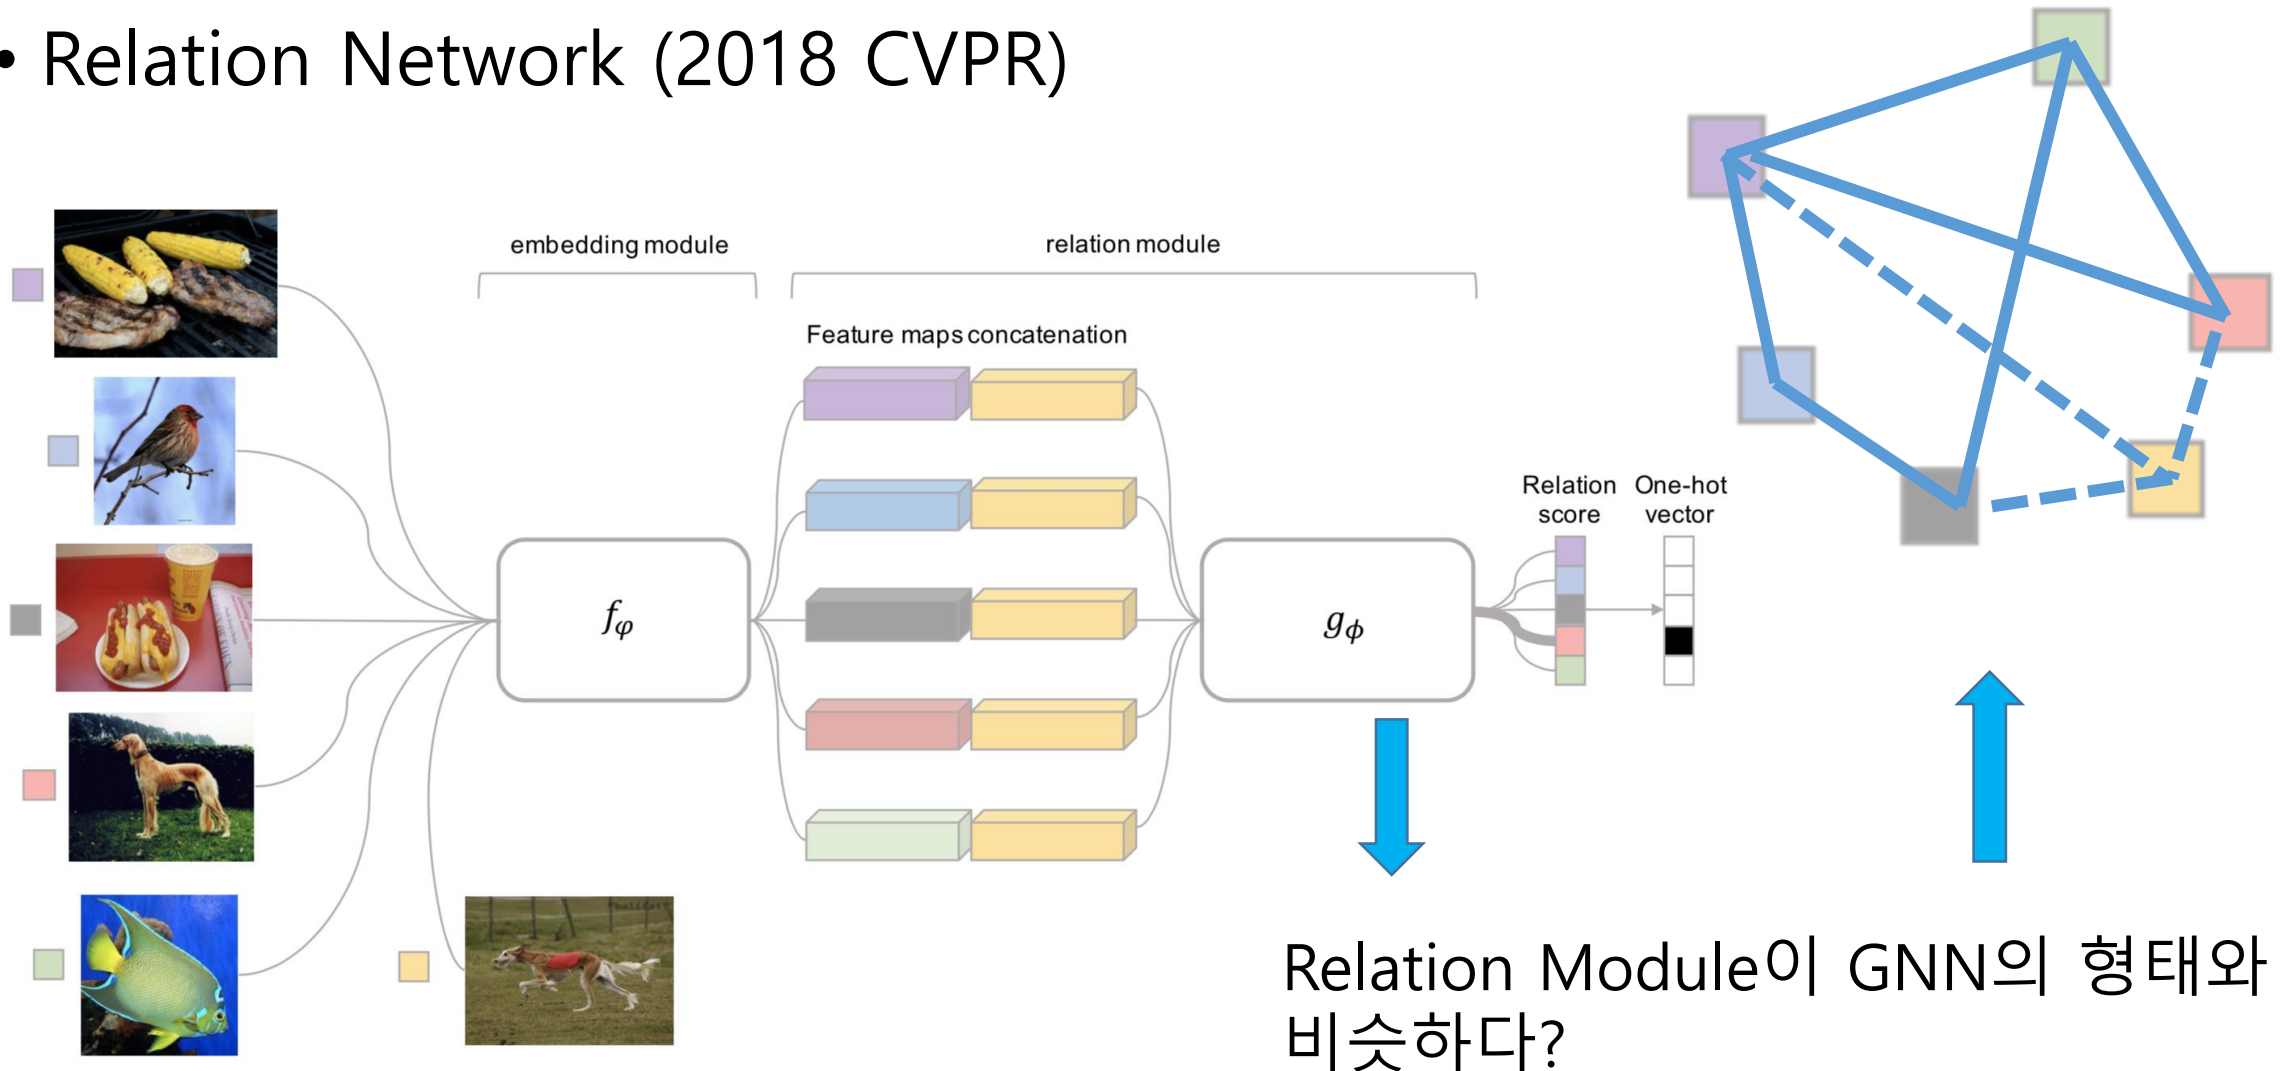 • Relation Network (2018 CVPR)
embedding module
relation module
Feature maps concatenation
fφ
gϕ
Relation score
One-hot vector
Relation Module이 GNN의 형태와
비슷하다?